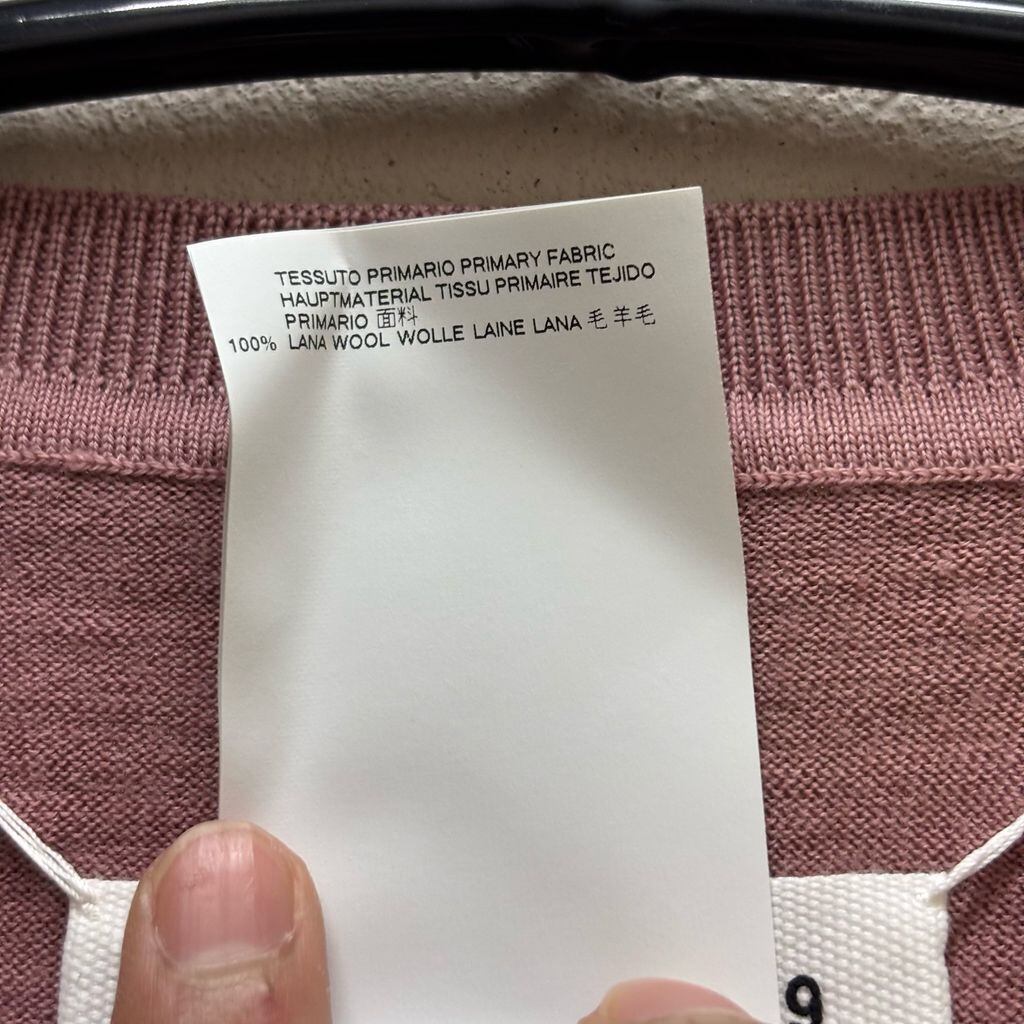 TESSUTO PRIMARIO PRIMARY FABRIC
HAUPTMATERIAL TISSU PRIMAIRE TEJIDO
PRIMARIO 面料
100% LANA WOOL WOLLE LAINE LANA 毛 羊毛
9